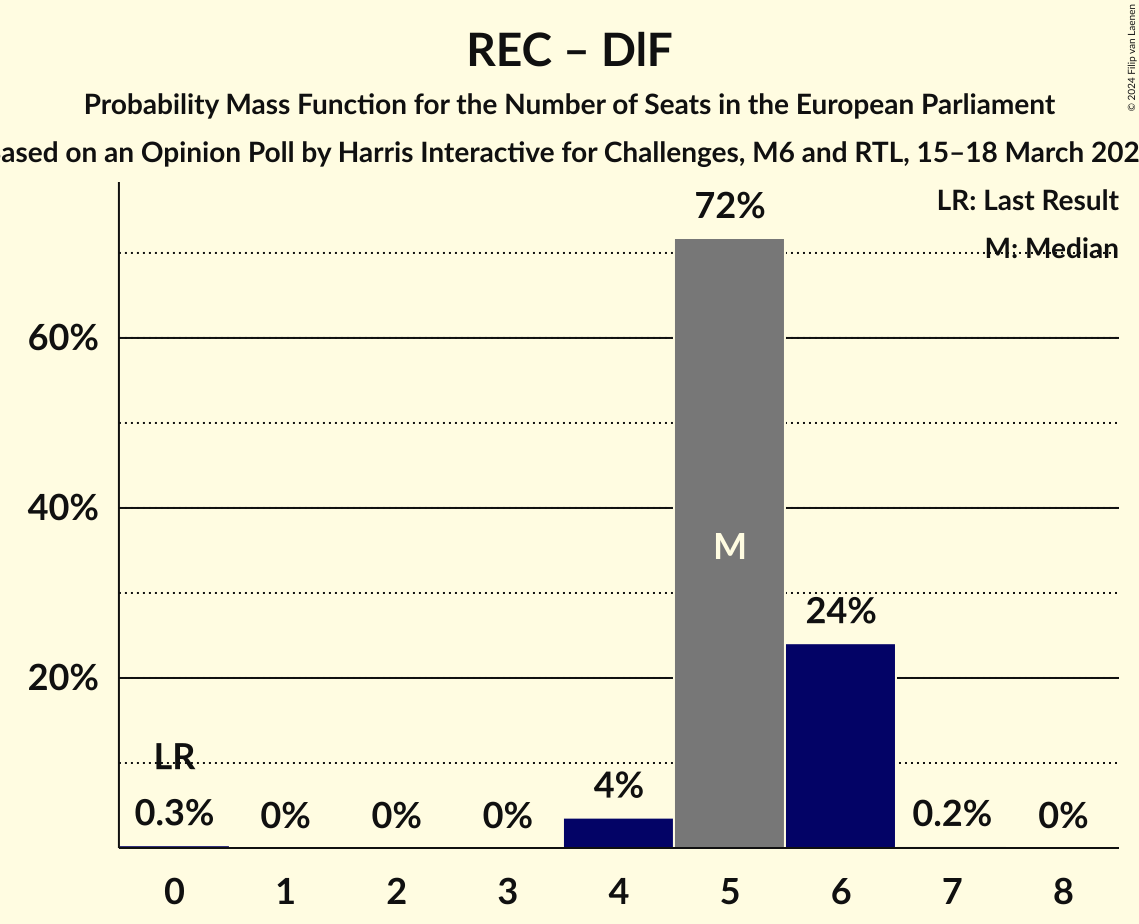 REC – DIF
Probability Mass Function for the Number of Seats in the European Parliament
ased on an Opinion Poll by Harris Interactive for Challenges, M6 and RTL, 15–18 March 202
© 2024 Filip van Laenen
LR: Last Result
M: Median
72%
60%
40%
M
24%
20%
LR
4%
0.3% 0% 0% 0% 0.2% 0%
0 1 2 3 4 5 6 7 8